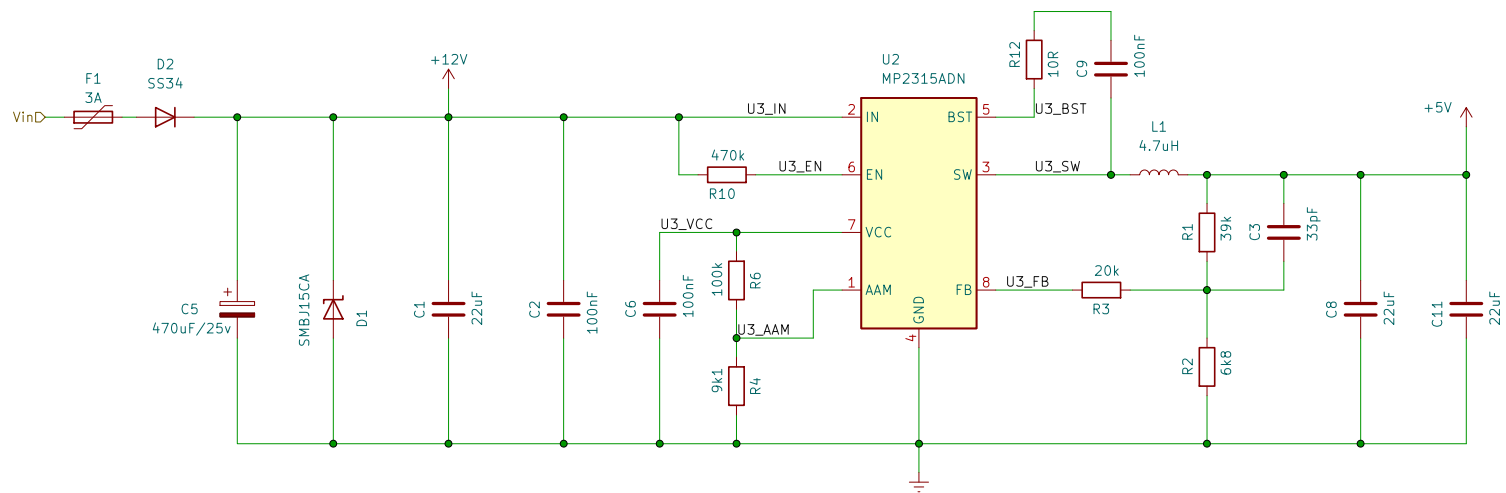 Vin
F1
3A
D2
SS34
+12V
C5
+
470uF/25v
SMBJ15CA
D1
C1
22uF
C2
100nF
470k
R10
U3_IN
U3_EN
U3_VCC
C6
100nF
100k
R6
U3_AAM
9k1
R4
U2
MP2315ADN
2
IN
6
EN
7
VCC
1
AAM
GND
4
BST
5
SW
3
FB
8
R12
10R
C9
100nF
U3_BST
U3_SW
U3_FB
L1
4.7uH
20k
R3
R1
39k
C3
33pF
R2
6k8
C8
22uF
+5V
C11
22uF